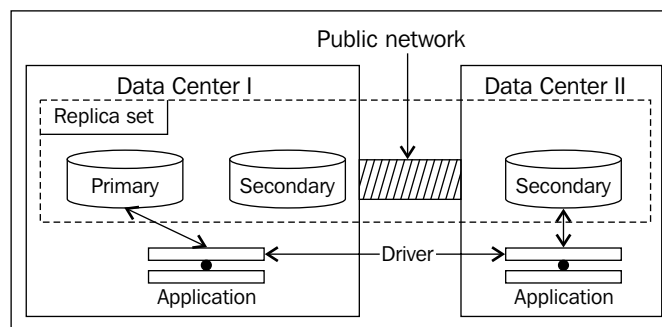 Public network
Data Center I
Data Center II
Replica set
Primary
Secondary
Secondary
Driver
Application
Application